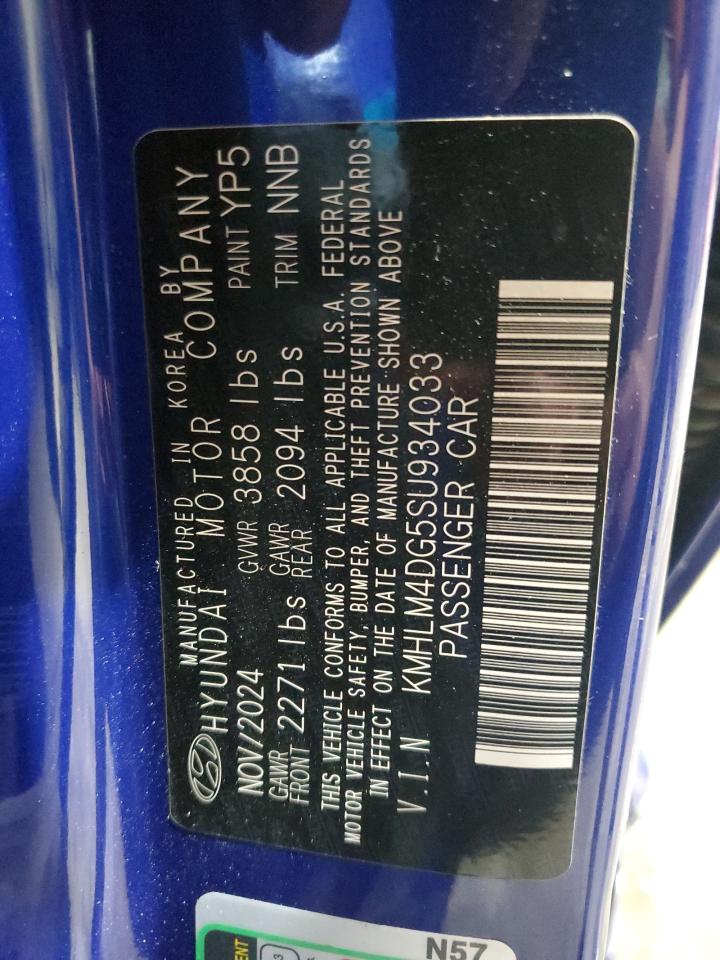 MANUFACTURED IN KOREA BY
HYUNDAI MOTOR COMPANY
NOV/2024 GVWR 3858 lbs PAINT YP5
GAWR FRONT 2271 lbs GAWR REAR 2094 lbs TRIM NNB
THIS VEHICLE CONFORMS TO ALL APPLICABLE U.S.A. FEDERAL
MOTOR VEHICLE SAFETY, BUMPER, AND THEFT PREVENTION STANDARDS
IN EFFECT ON THE DATE OF MANUFACTURE SHOWN ABOVE
V.I.N KMHLM4DG5SU934033
PASSENGER CAR
N57